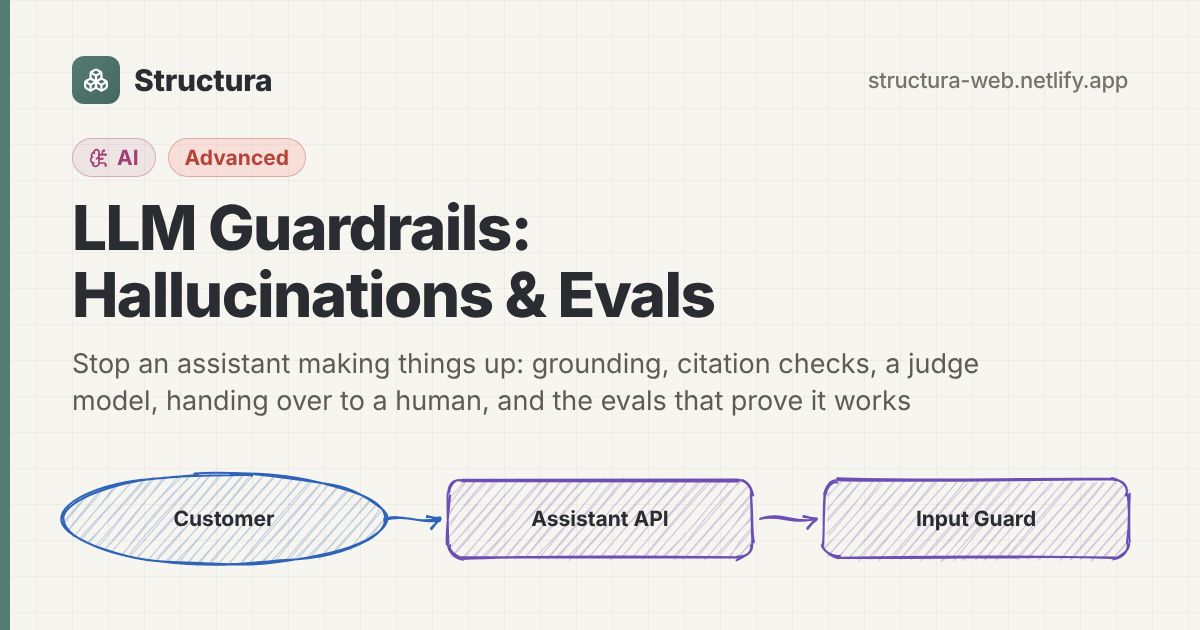 Structura
structura-web.netlify.app
AI
Advanced
LLM Guardrails:
Hallucinations & Evals
Stop an assistant making things up: grounding, citation checks, a judge
model, handing over to a human, and the evals that prove it works
Customer
Assistant API
Input Guard